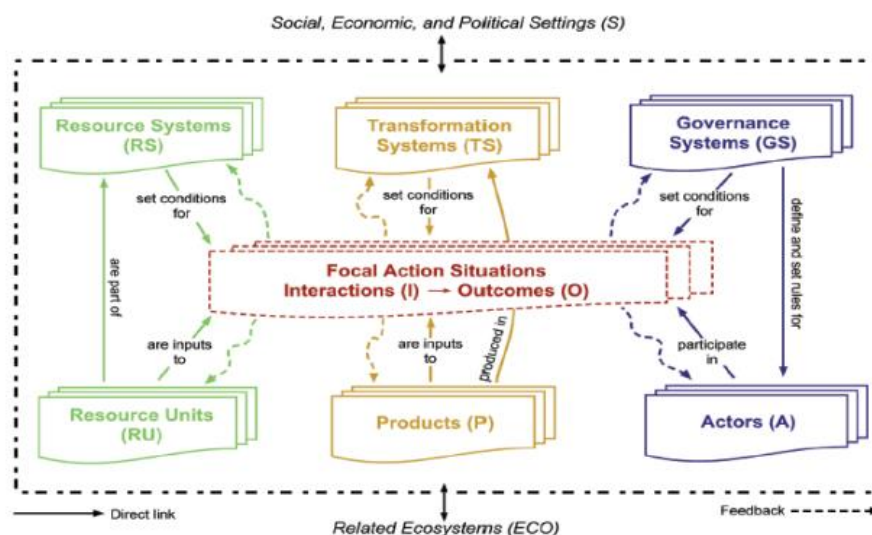 Social, Economic, and Political Settings (S)
Resource Systems
(RS)
Transformation
Systems (TS)
Governance
Systems (GS)
set conditions
for
set conditions
for
set conditions
for
are part of
define and set rules for
Focal Action Situations
Interactions (I) → Outcomes (O)
are inputs
to
are inputs
to
produced in
participate
in
Resource Units
(RU)
Products (P)
Actors (A)
Direct link
Related Ecosystems (ECO)
Feedback